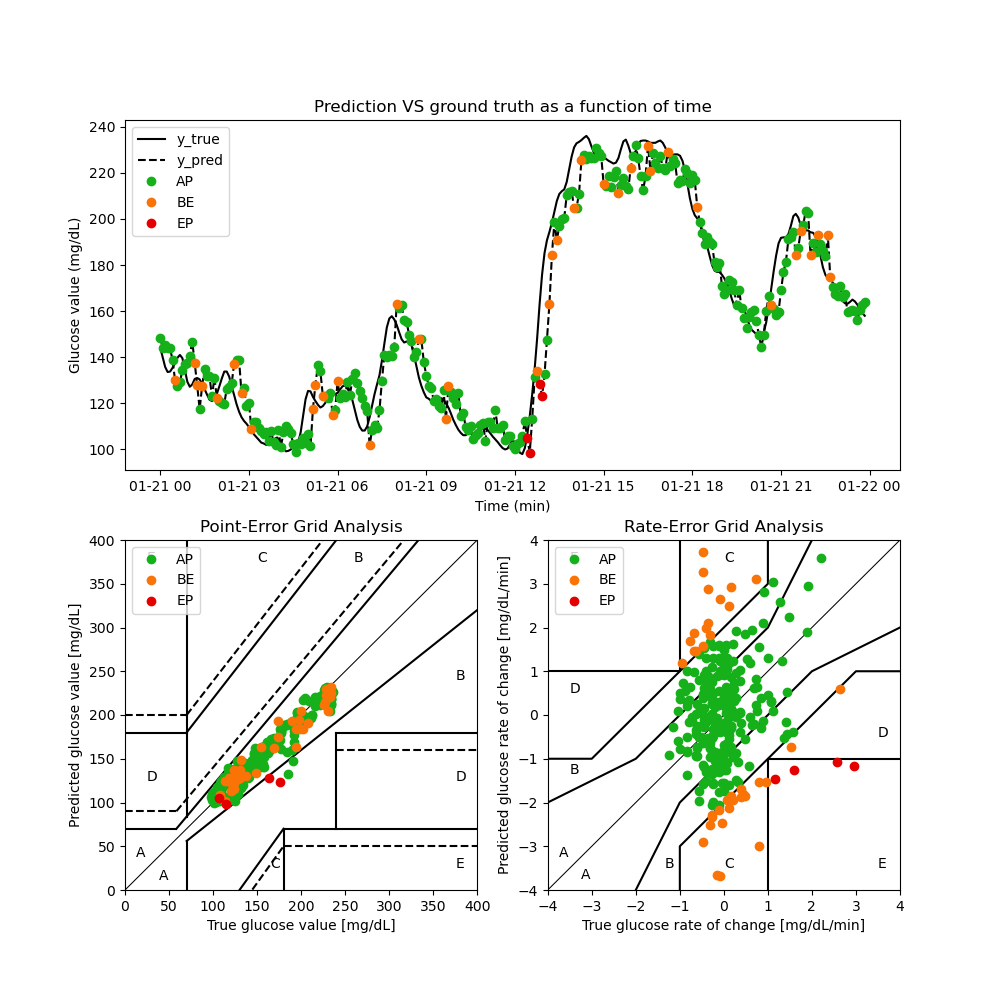 Prediction VS ground truth as a function of time
Glucose value (mg/dL)
240
220
200
180
160
140
120
100
y_true
y_pred
AP
BE
EP
01-21 00
01-21 03
01-21 06
01-21 09
01-21 12
01-21 15
01-21 18
01-21 21
01-22 00
Time (min)
Point-Error Grid Analysis
Predicted glucose value [mg/dL]
400
350
300
250
200
150
100
50
0
AP
BE
EP
C
B
B
D
D
A
A
C
E
0
50
100
150
200
250
300
350
400
True glucose value [mg/dL]
Rate-Error Grid Analysis
Predicted glucose rate of change [mg/dL/min]
4
3
2
1
0
−1
−2
−3
−4
AP
BE
EP
C
D
D
B
A
A
B
C
E
−4
−3
−2
−1
0
1
2
3
4
True glucose rate of change [mg/dL/min]